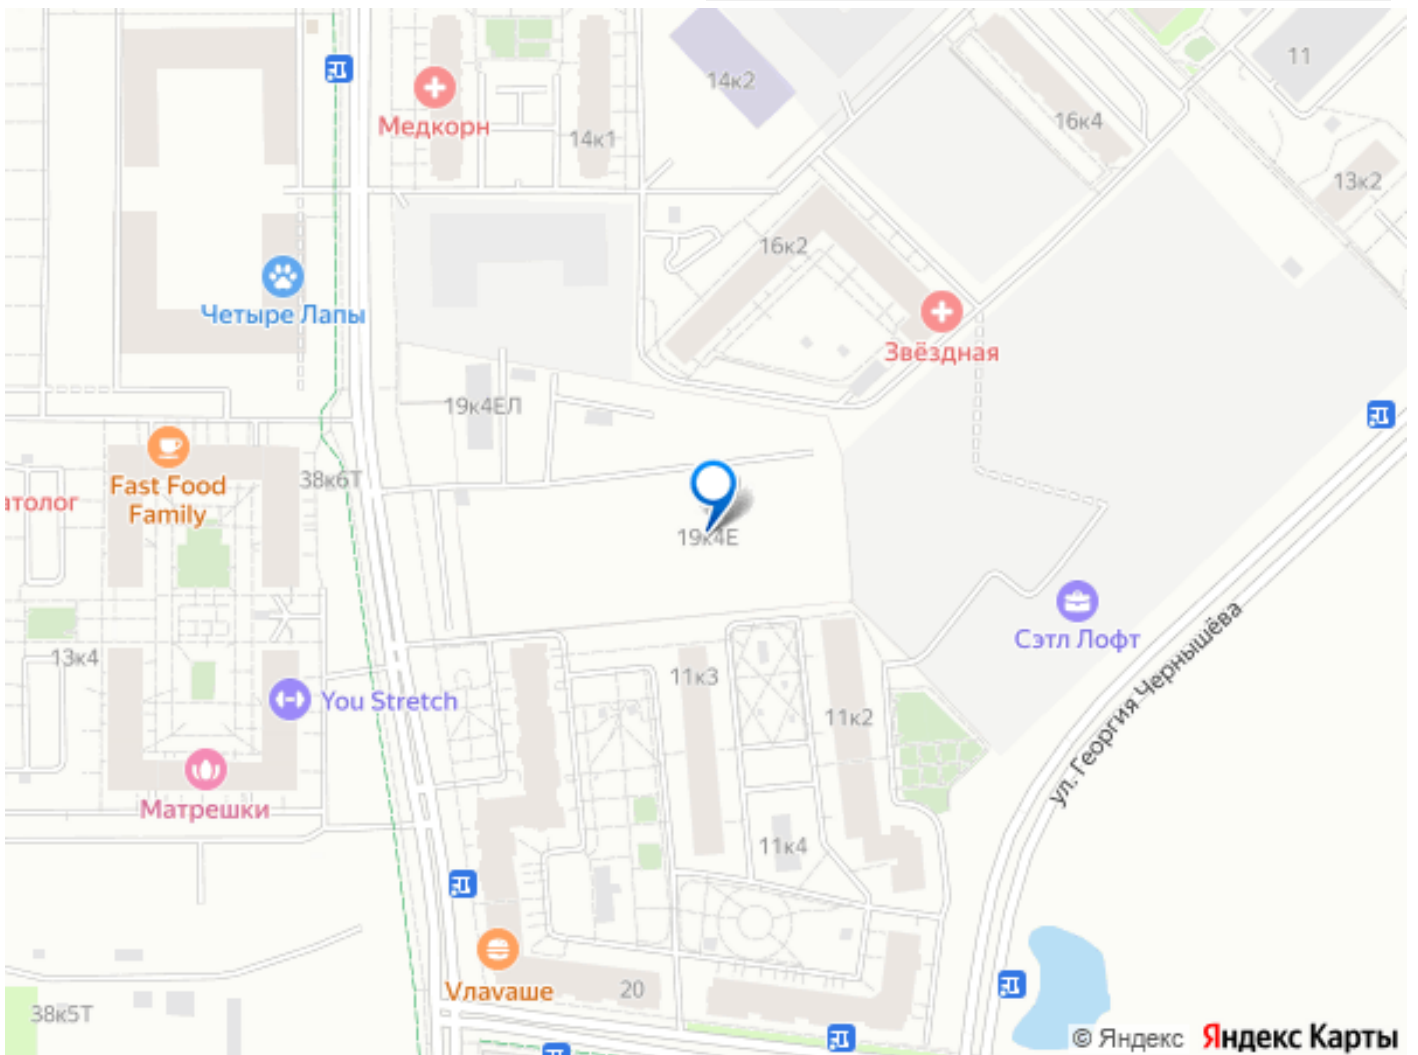 11
14к2
Медкорн
14к1
16к4
13к2
16к2
Четыре Лапы
Звёздная
19к4ЕЛ
38к6Т
Fast Food
Family
атолог
19к4Е
Сэтл Лофт
ул. Георгия Чернышёва
13к4
11к3
You Stretch
11к2
Матрешки
11к4
Vлаvаше
20
38к5Т
© Яндекс Яндекс Карты